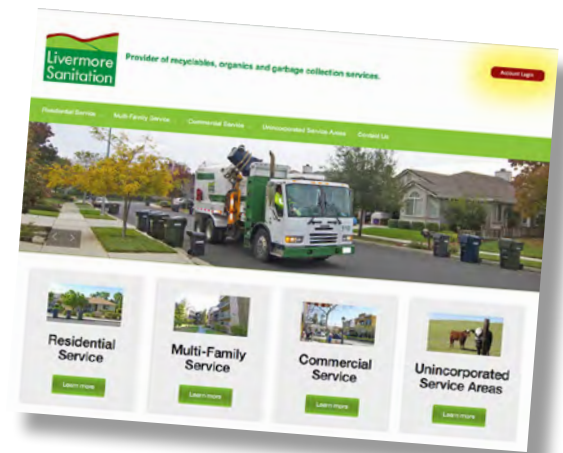 Livermore
Sanitation
Provider of recyclables, organics and garbage collection services.
Account Login
Residential Service
Multi-Family Service
Commercial Service
Unincorporated Service Areas
Contact Us
Residential
Service
Learn more
Multi-Family
Service
Learn more
Commercial
Service
Learn more
Unincorporated
Service Areas
Learn more